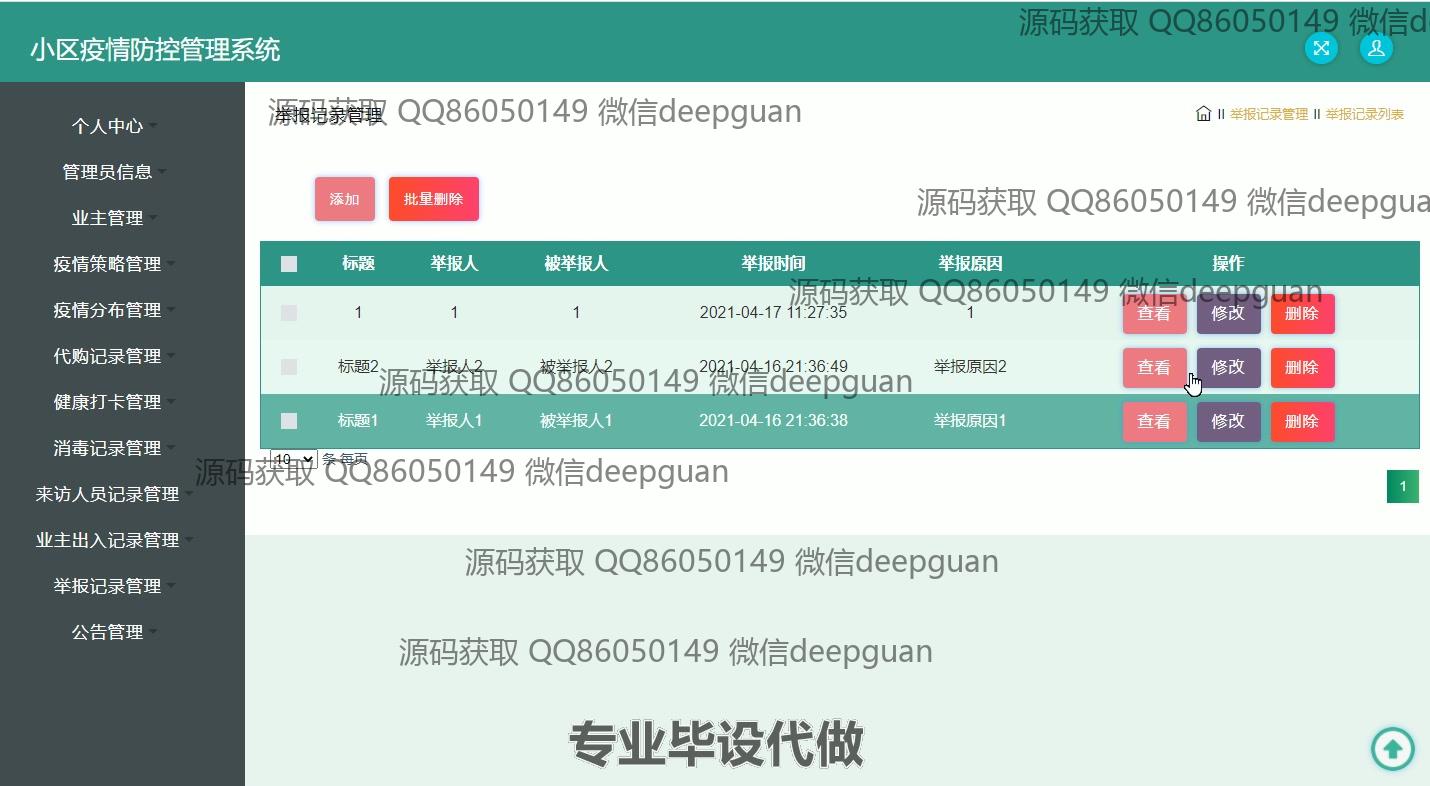 源码获取 QQ86050149 微信d
小区疫情防控管理系统
源码获取 QQ86050149 微信deepguan
举报记录管理
举报记录管理 举报记录列表
个人中心
管理员信息
业主管理
疫情策略管理
疫情分布管理
代购记录管理
健康打卡管理
消毒记录管理
来访人员记录管理
业主出入记录管理
举报记录管理
公告管理
添加 批量删除
源码获取 QQ86050149 微信deepgua
标题 举报人 被举报人 举报时间 举报原因 操作
源码获取 QQ86050149 微信deepguan
1 1 1 2021-04-17 11:27:35 1 查看 修改 删除
标题2 举报人2 被举报人2 2021-04-16 21:36:49 举报原因2 查看 修改 删除
源码获取 QQ86050149 微信deepguan
标题1 举报人1 被举报人1 2021-04-16 21:36:38 举报原因1 查看 修改 删除
10 条 每页
源码获取 QQ86050149 微信deepguan
1
源码获取 QQ86050149 微信deepguan
源码获取 QQ86050149 微信deepguan
专业毕设代做